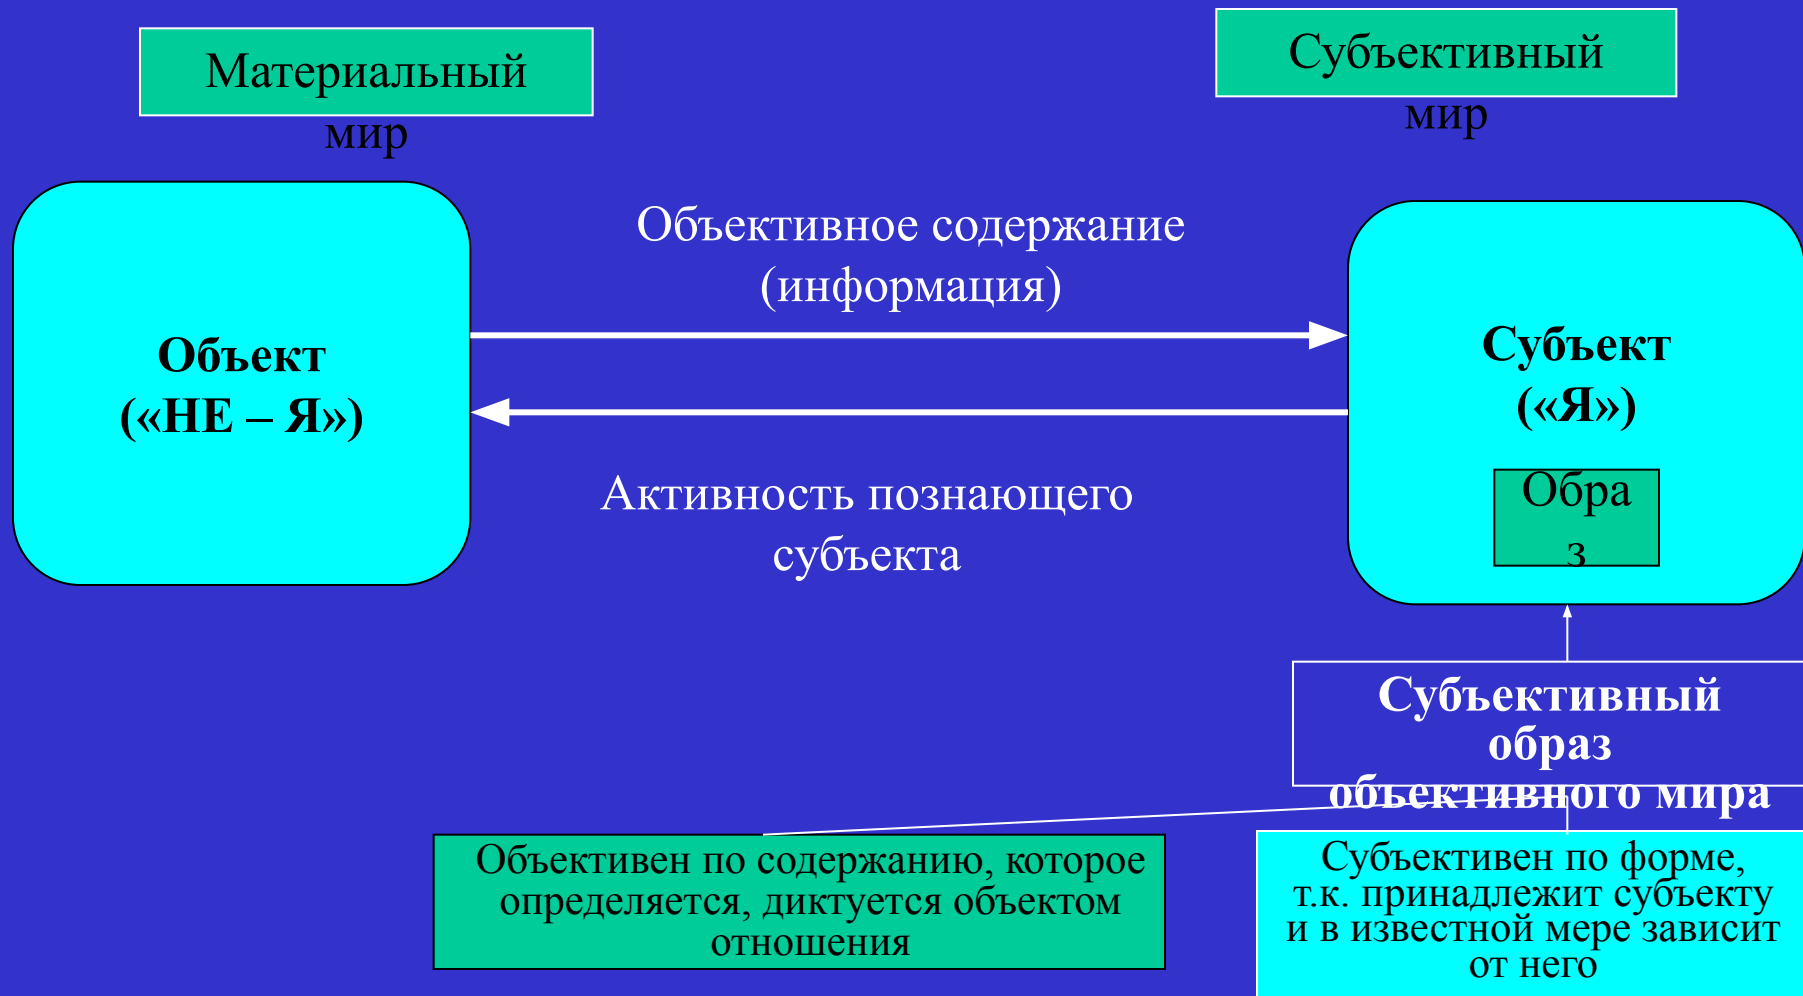 Материальный
мир
Субъективный
мир
Объективное содержание
(информация)
Объект
(«НЕ – Я»)
Субъект
(«Я»)
Обра
з
Активность познающего
субъекта
Субъективный
образ
объективного мира
Объективен по содержанию, которое
определяется, диктуется объектом
отношения
Субъективен по форме,
т.к. принадлежит субъекту
и в известной мере зависит
от него